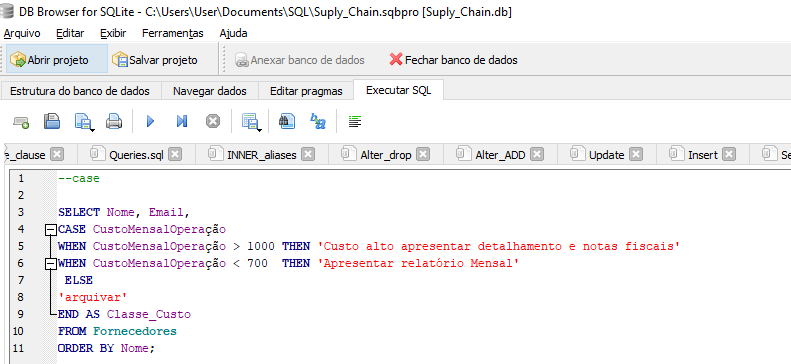 DB Browser for SQLite - C:\Users\User\Documents\SQL\Suply_Chain.sqbpro [Suply_Chain.db]
Arquivo Editar Exibir Ferramentas Ajuda
Abrir projeto Salvar projeto Anexar banco de dados Fechar banco de dados
Estrutura do banco de dados Navegar dados Editar pragmas Executar SQL
e_clause Queries.sql INNER_aliases Alter_drop Alter_ADD Update Insert Se
1 --case
2
3 SELECT Nome, Email,
4 CASE CustoMensalOperação
5 WHEN CustoMensalOperação > 1000 THEN 'Custo alto apresentar detalhamento e notas fiscais'
6 WHEN CustoMensalOperação < 700 THEN 'Apresentar relatório Mensal'
7 ELSE
8 'arquivar'
9 END AS Classe_Custo
10 FROM Fornecedores
11 ORDER BY Nome;